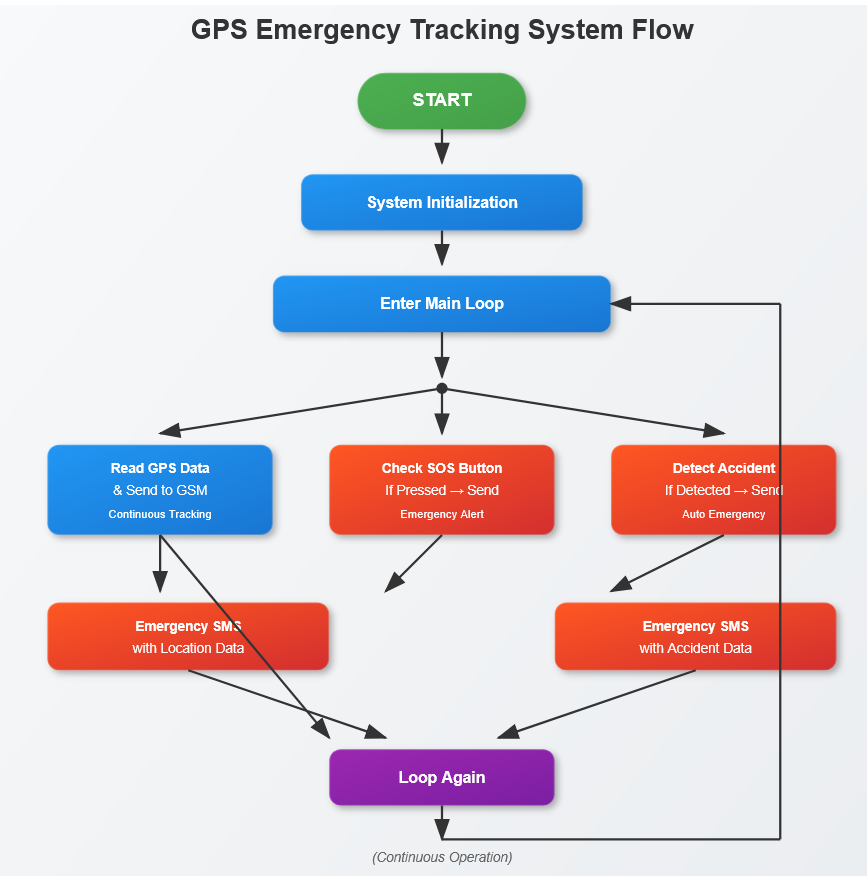 GPS Emergency Tracking System Flow
START
System Initialization
Enter Main Loop
Read GPS Data
& Send to GSM
Continuous Tracking
Check SOS Button
If Pressed → Send
Emergency Alert
Detect Accident
If Detected → Send
Auto Emergency
Emergency SMS
with Location Data
Emergency SMS
with Accident Data
Loop Again
(Continuous Operation)